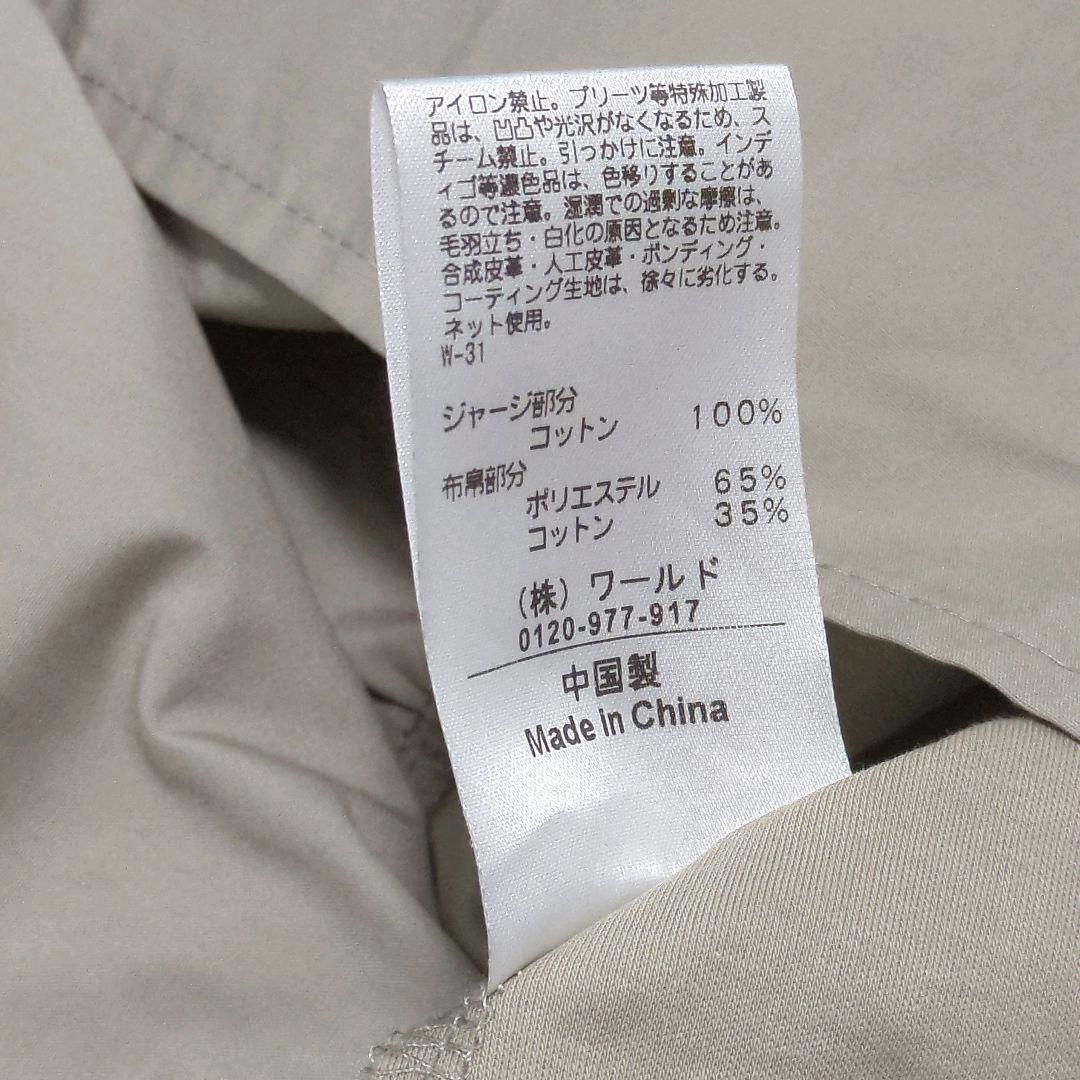 アイロン禁止。プリーツ等特殊加工製
品は、凹凸や光沢がなくなるため、ス
チーム禁止。引っかけに注意。インデ
ィゴ等濃色品は、色移りすることがあ
るので注意。湿潤での過剰な摩擦は、
毛羽立ち・白化の原因となるため注意。
合成皮革・人工皮革・ボンディング・
コーティング生地は、徐々に劣化する。
ネット使用。
W-31
ジャージ部分
コットン 100%
布帛部分
ポリエステル 65%
コットン 35%
(株) ワールド
0120-977-917
中国製
Made in China